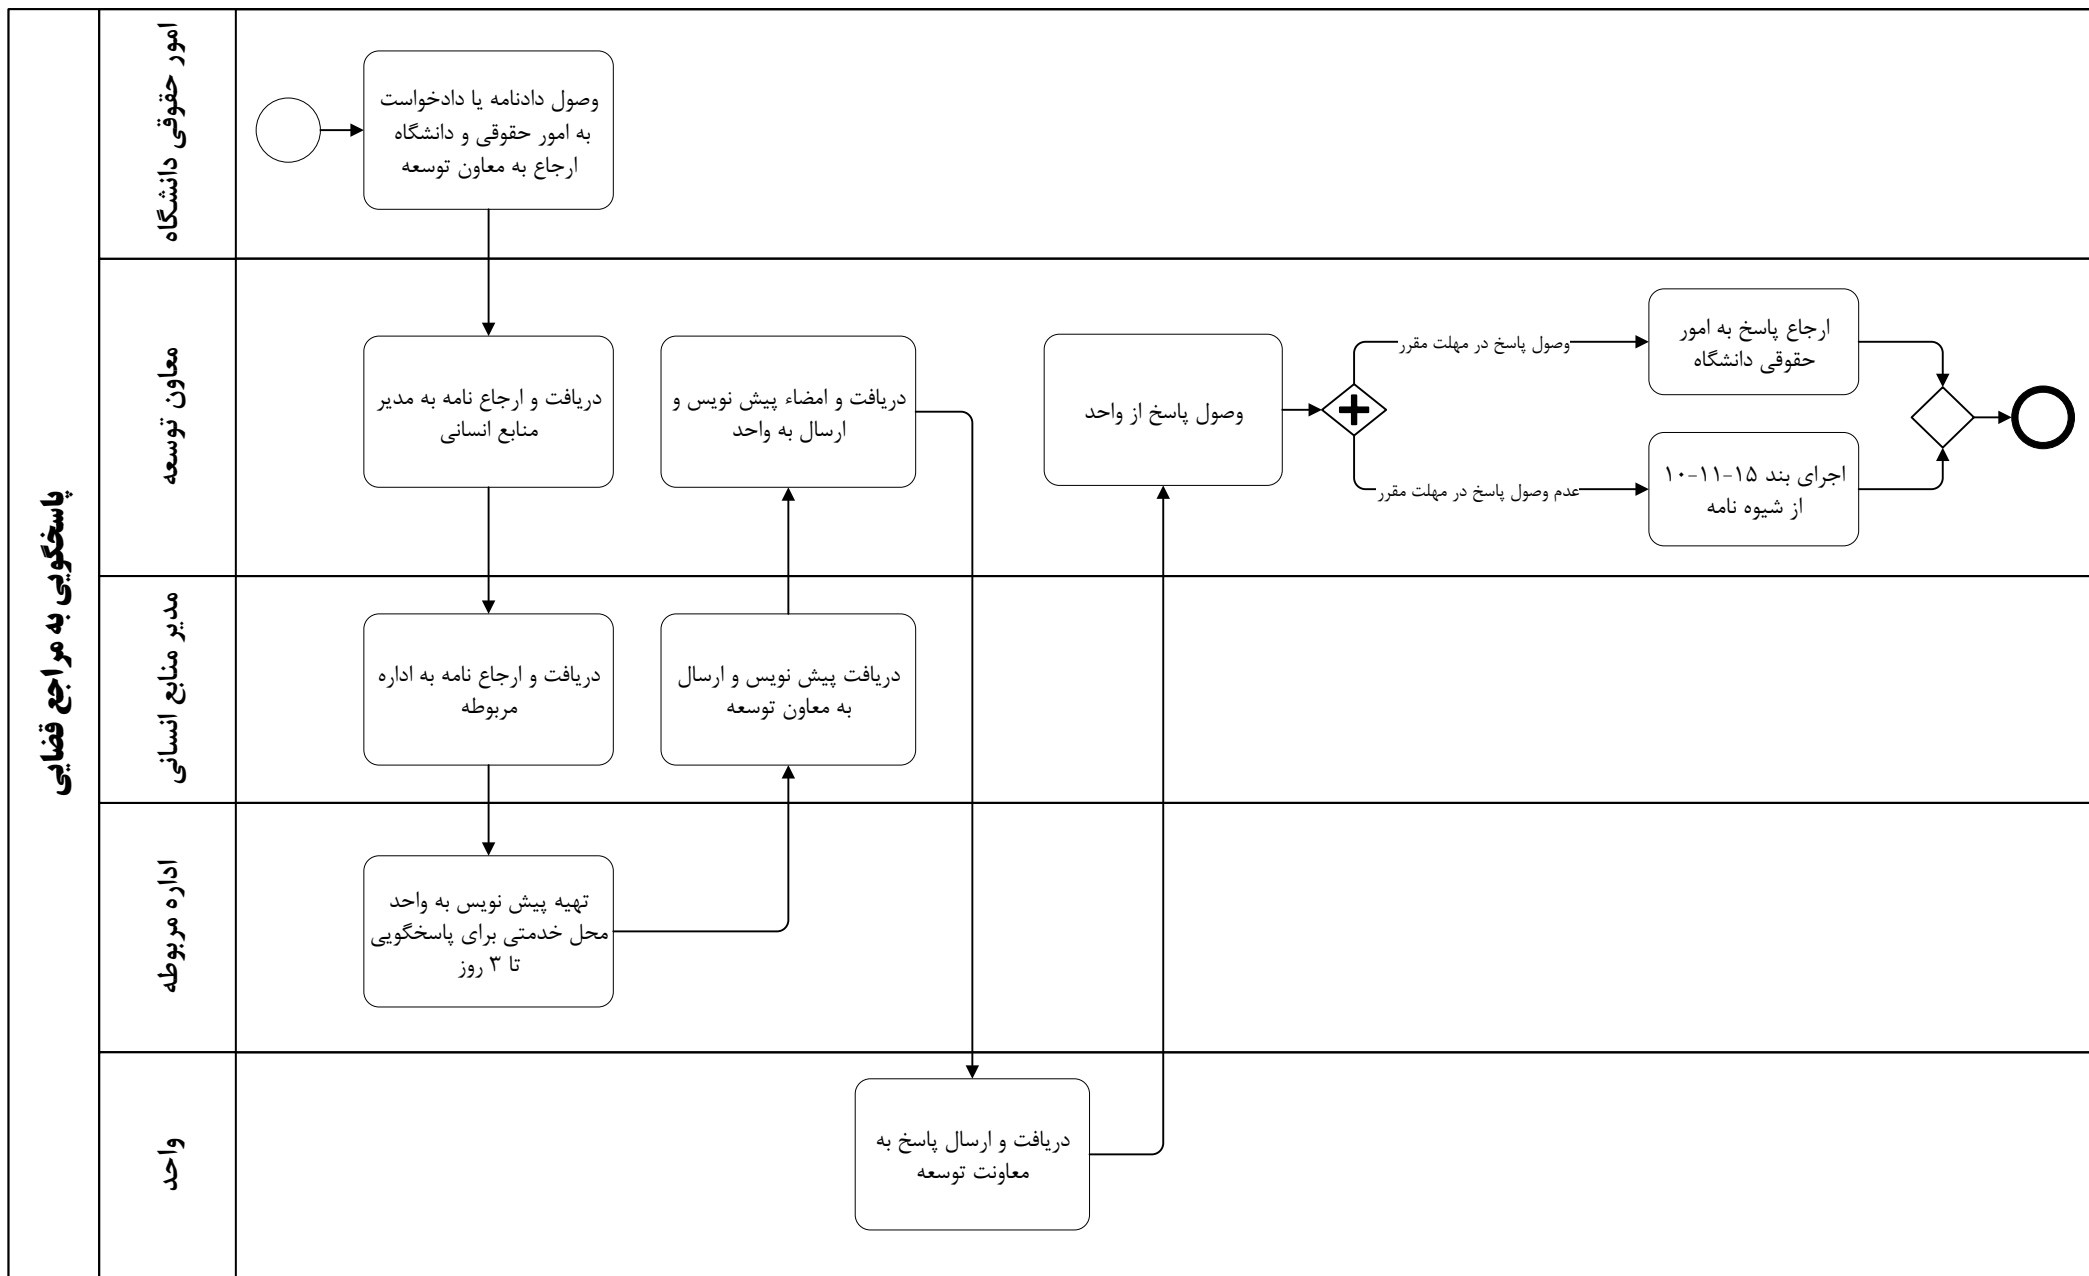 پاسخگویی به مراجع قضایی
امور حقوقی دانشگاه
وصول دادنامه یا دادخواست
به امور حقوقی و دانشگاه
ارجاع به معاون توسعه
معاون توسعه
دریافت و ارجاع نامه به مدیر
منابع انسانی
دریافت و امضاء پیش نویس و
ارسال به واحد
وصول پاسخ از واحد
وصول پاسخ در مهلت مقرر
ارجاع پاسخ به امور
حقوقی دانشگاه
عدم وصول پاسخ در مهلت مقرر
اجرای بند ۱۵-۱۱-۱۰
از شیوه نامه
مدیر منابع انسانی
دریافت و ارجاع نامه به اداره
مربوطه
دریافت پیش نویس و ارسال
به معاون توسعه
اداره مربوطه
تهیه پیش نویس به واحد
محل خدمتی برای پاسخگویی
تا ۳ روز
واحد
دریافت و ارسال پاسخ به
معاونت توسعه